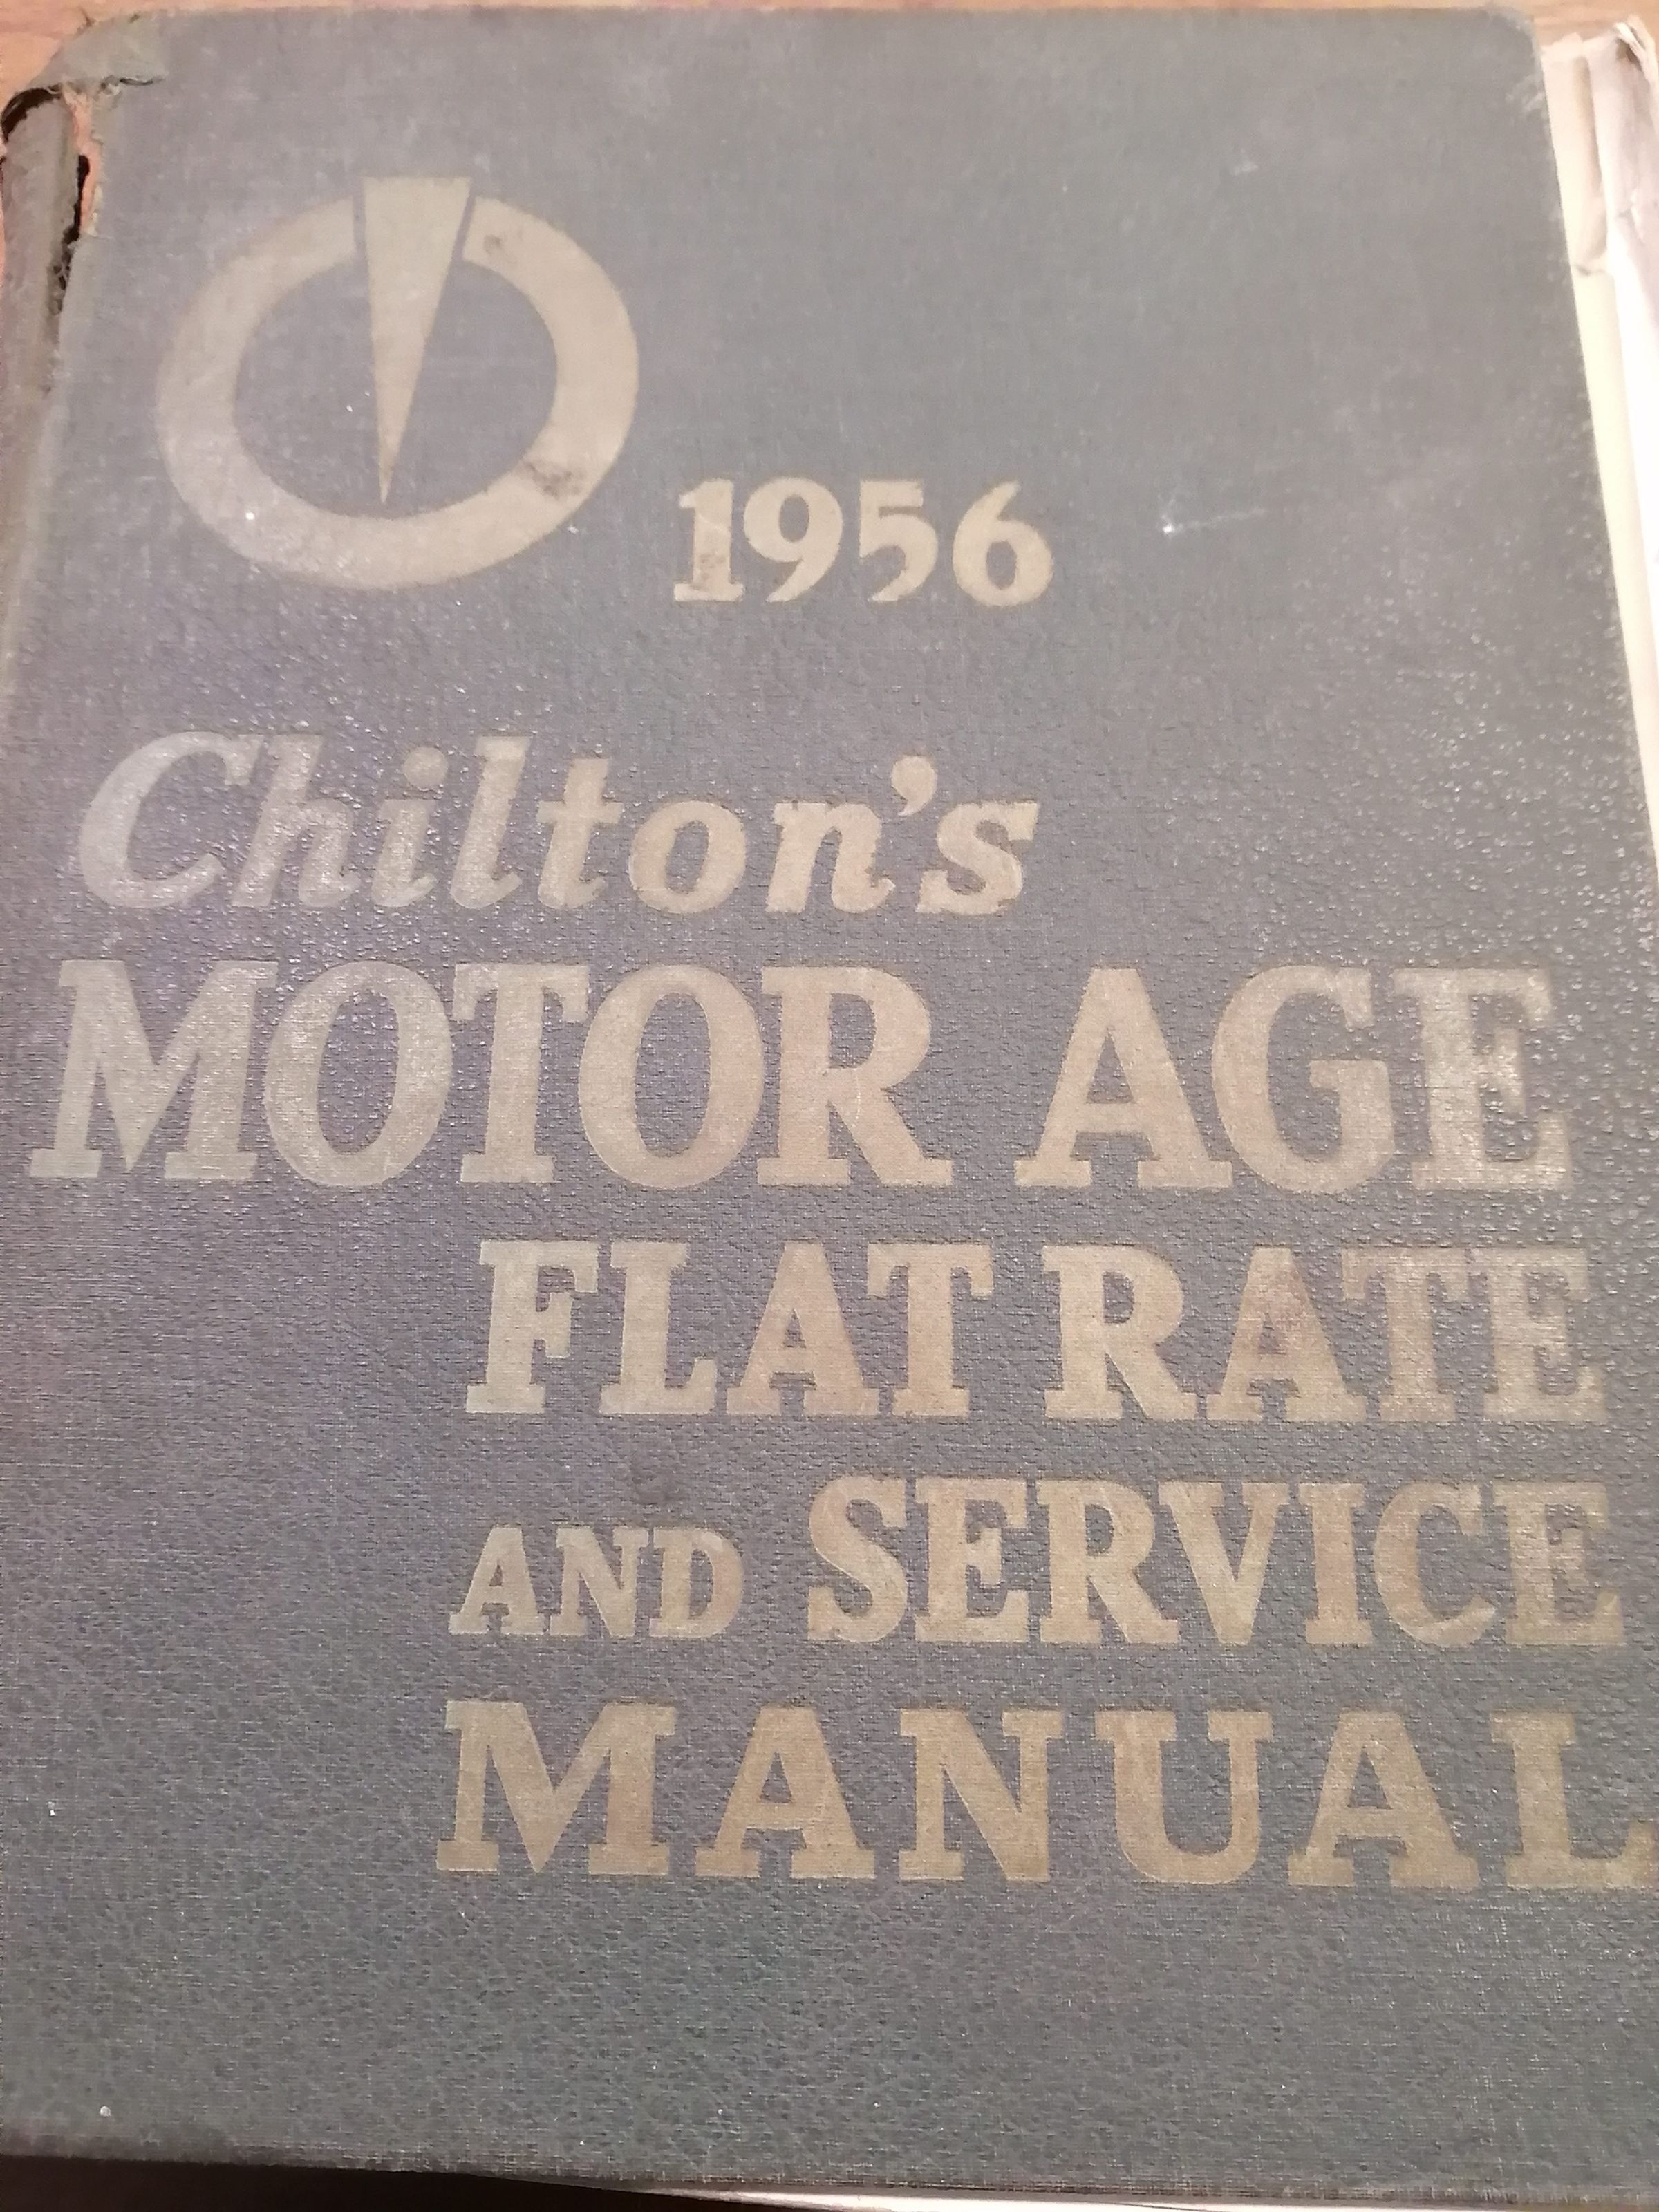 1956
Chilton's
MOTOR AGE
FLAT RATE
AND SERVICE
MANUAL